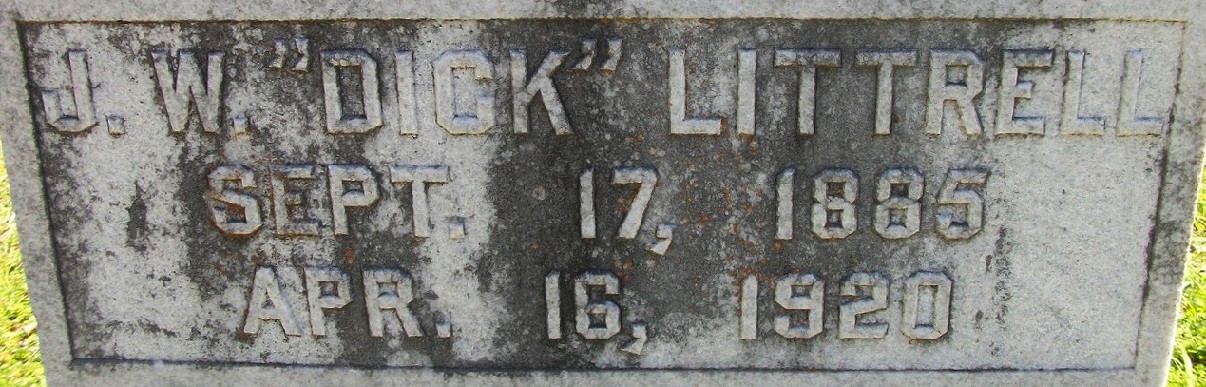 J. W. "DICK" LITTRELL
SEPT. 17, 1885
APR. 16, 1920